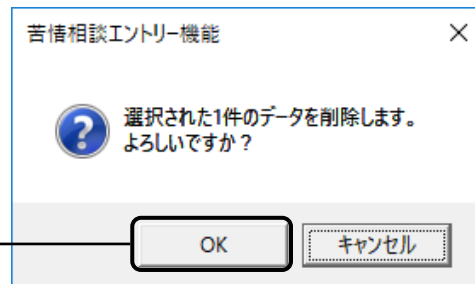 苦情相談エントリー機能
選択された1件のデータを削除します。
よろしいですか？
OK
キャンセル